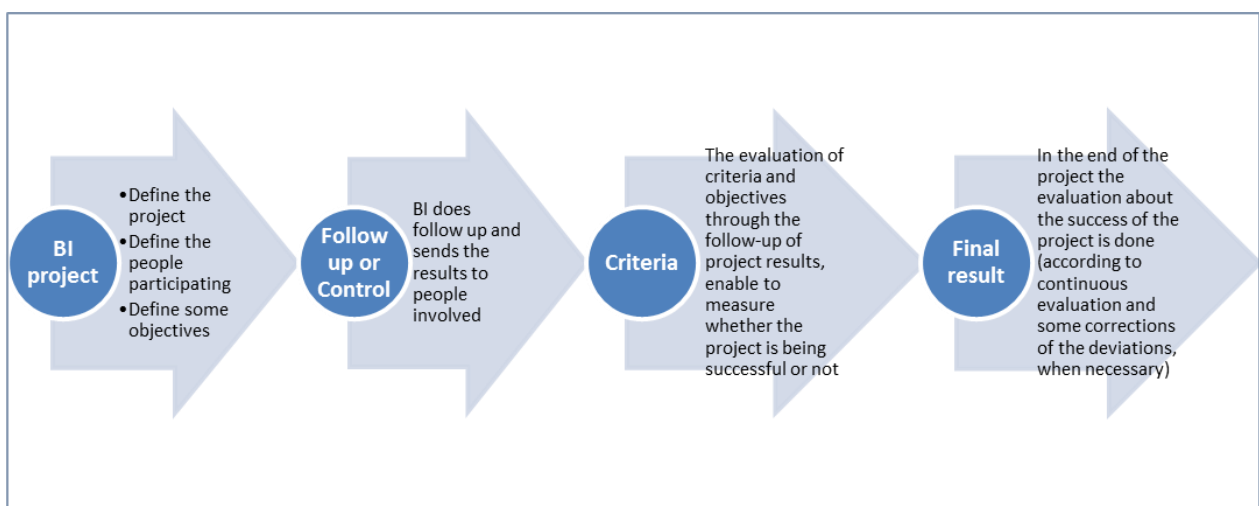 BI
project
•Define the
project
•Define the
people
participating
•Define some
objectives
Follow
up or
Control
BI does
follow up and
sends the
results to
people
involved
Criteria
The evaluation of
criteria and
objectives
through the
follow-up of
project results,
enable to
measure
whether the
project is being
successful or not
Final
result
In the end of the
project the
evaluation about
the success of the
project is done
(according to
continuous
evaluation and
some corrections
of the deviations,
when necessary)